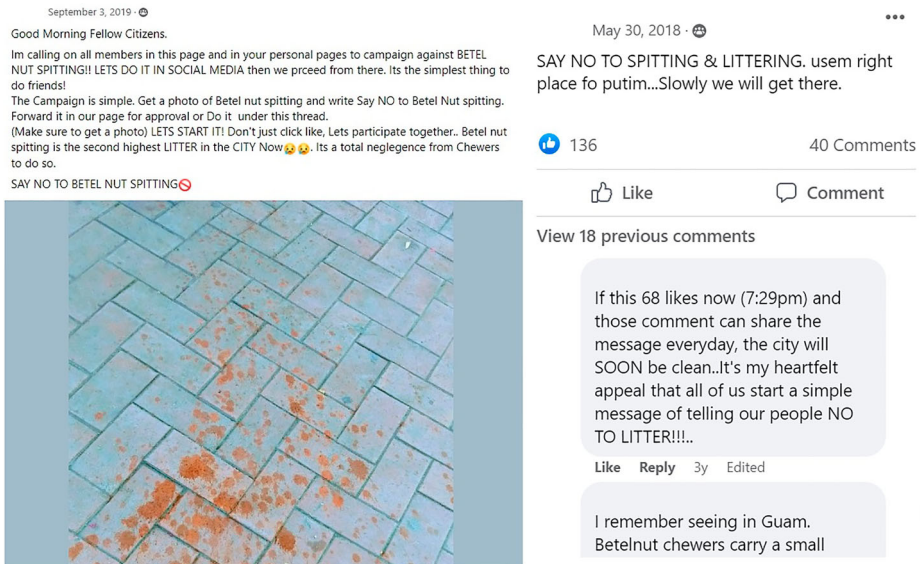 September 3, 2019 ·
Good Morning Fellow Citizens.
Im calling on all members in this page and in your personal pages to campaign against BETEL
NUT SPITTING!! LETS DO IT IN SOCIAL MEDIA then we prceed from there. Its the simplest thing to
do friends!
The Campaign is simple. Get a photo of Betel nut spitting and write Say NO to Betel Nut spitting.
Forward it in our page for approval or Do it under this thread.
(Make sure to get a photo) LETS START IT! Don't just click like, Lets participate together.. Betel nut
spitting is the second highest LITTER in the CITY Now😥😥. Its a total neglegence from Chewers
to do so.
SAY NO TO BETEL NUT SPITTING🚫
May 30, 2018 ·
SAY NO TO SPITTING & LITTERING. usem right
place fo putim...Slowly we will get there.
136
40 Comments
Like
Comment
View 18 previous comments
If this 68 likes now (7:29pm) and
those comment can share the
message everyday, the city will
SOON be clean..It's my heartfelt
appeal that all of us start a simple
message of telling our people NO
TO LITTER!!!..
Like Reply 3y Edited
I remember seeing in Guam.
Betelnut chewers carry a small